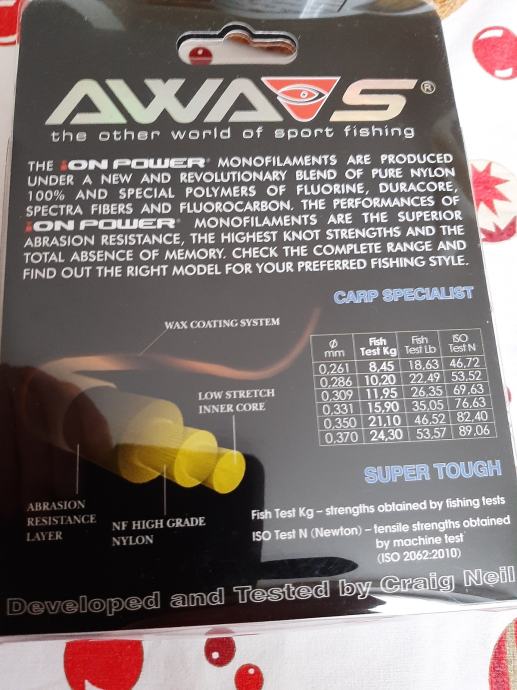 AWA-S®
the other world of sport fishing
THE iON POWER® MONOFILAMENTS ARE PRODUCED
UNDER A NEW AND REVOLUTIONARY BLEND OF PURE NYLON
100% AND SPECIAL POLYMERS OF FLUORINE, DURACORE,
SPECTRA FIBERS AND FLUOROCARBON. THE PERFORMANCES OF
iON POWER® MONOFILAMENTS ARE THE SUPERIOR
ABRASION RESISTANCE, THE HIGHEST KNOT STRENGTHS AND THE
TOTAL ABSENCE OF MEMORY. CHECK THE COMPLETE RANGE AND
FIND OUT THE RIGHT MODEL FOR YOUR PREFERRED FISHING STYLE.
CARP SPECIALIST
WAX COATING SYSTEM
LOW STRETCH
INNER CORE
ABRASION
RESISTANCE
LAYER
NF HIGH GRADE
NYLON
Ø mm Fish Test Kg Fish Test Lb ISO Test N
0,261 8,45 18,63 46,72
0,286 10,20 22,49 53,52
0,309 11,95 26,35 69,63
0,331 15,90 35,05 76,63
0,350 21,10 46,52 82,40
0,370 24,30 53,57 89,06
SUPER TOUGH
Fish Test Kg – strengths obtained by fishing tests
ISO Test N (Newton) – tensile strengths obtained
by machine test
(ISO 2062:2010)
Developed and Tested by Craig Neil